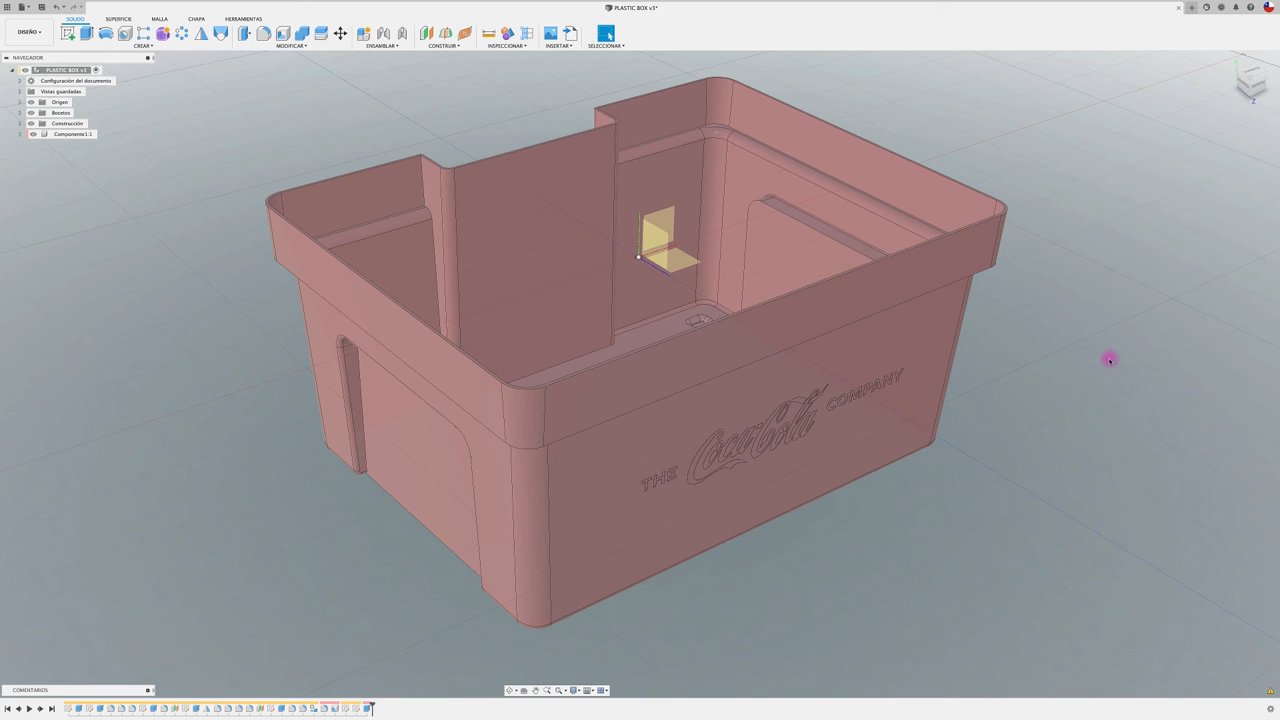 PLASTIC BOX v3*
SOLIDO
SUPERFICIE
MALLA
CHAPA
HERRAMIENTAS
DISEÑO
CREAR
MODIFICAR
ENSAMBLAR
CONSTRUIR
INSPECCIONAR
INSERTAR
SELECCIONAR
NAVEGADOR
PLASTIC BOX v3
Configuración del documento
Vistas guardadas
Origen
Bocetos
Construcción
Componente1:1
Z
THE Coca-Cola COMPANY
COMENTARIOS